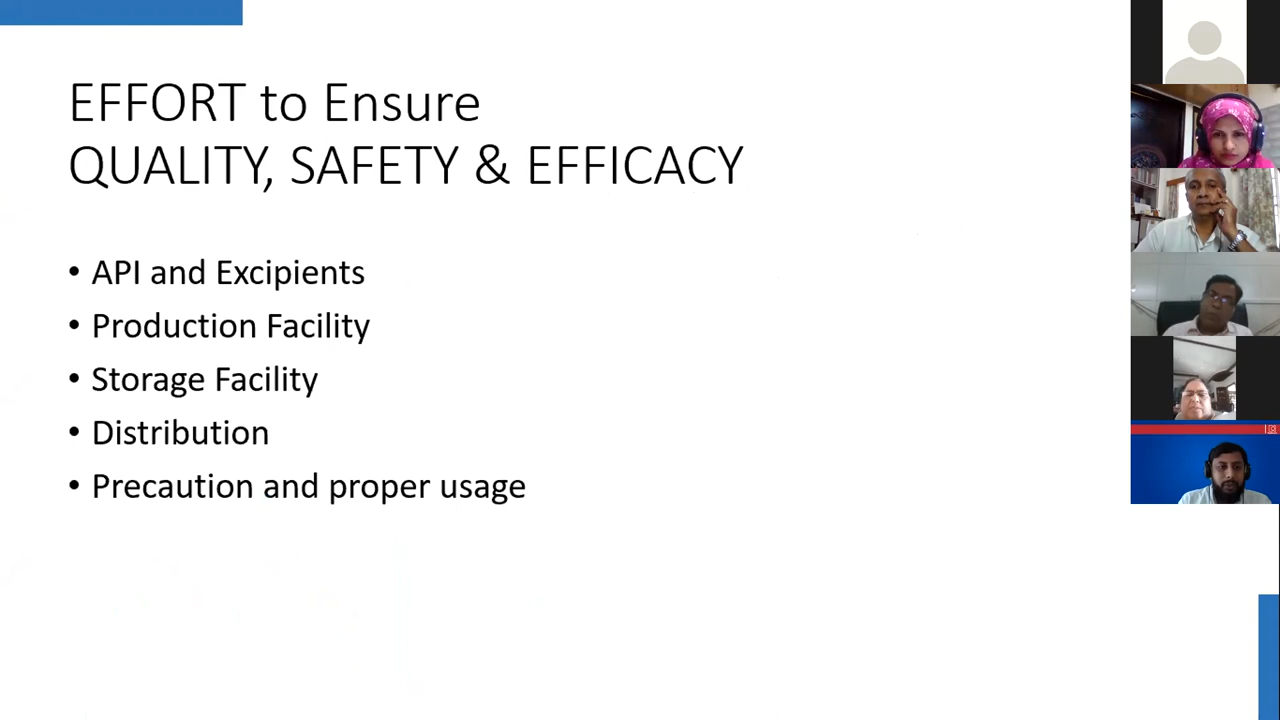 EFFORT to Ensure
QUALITY, SAFETY & EFFICACY
• API and Excipients
• Production Facility
• Storage Facility
• Distribution
• Precaution and proper usage